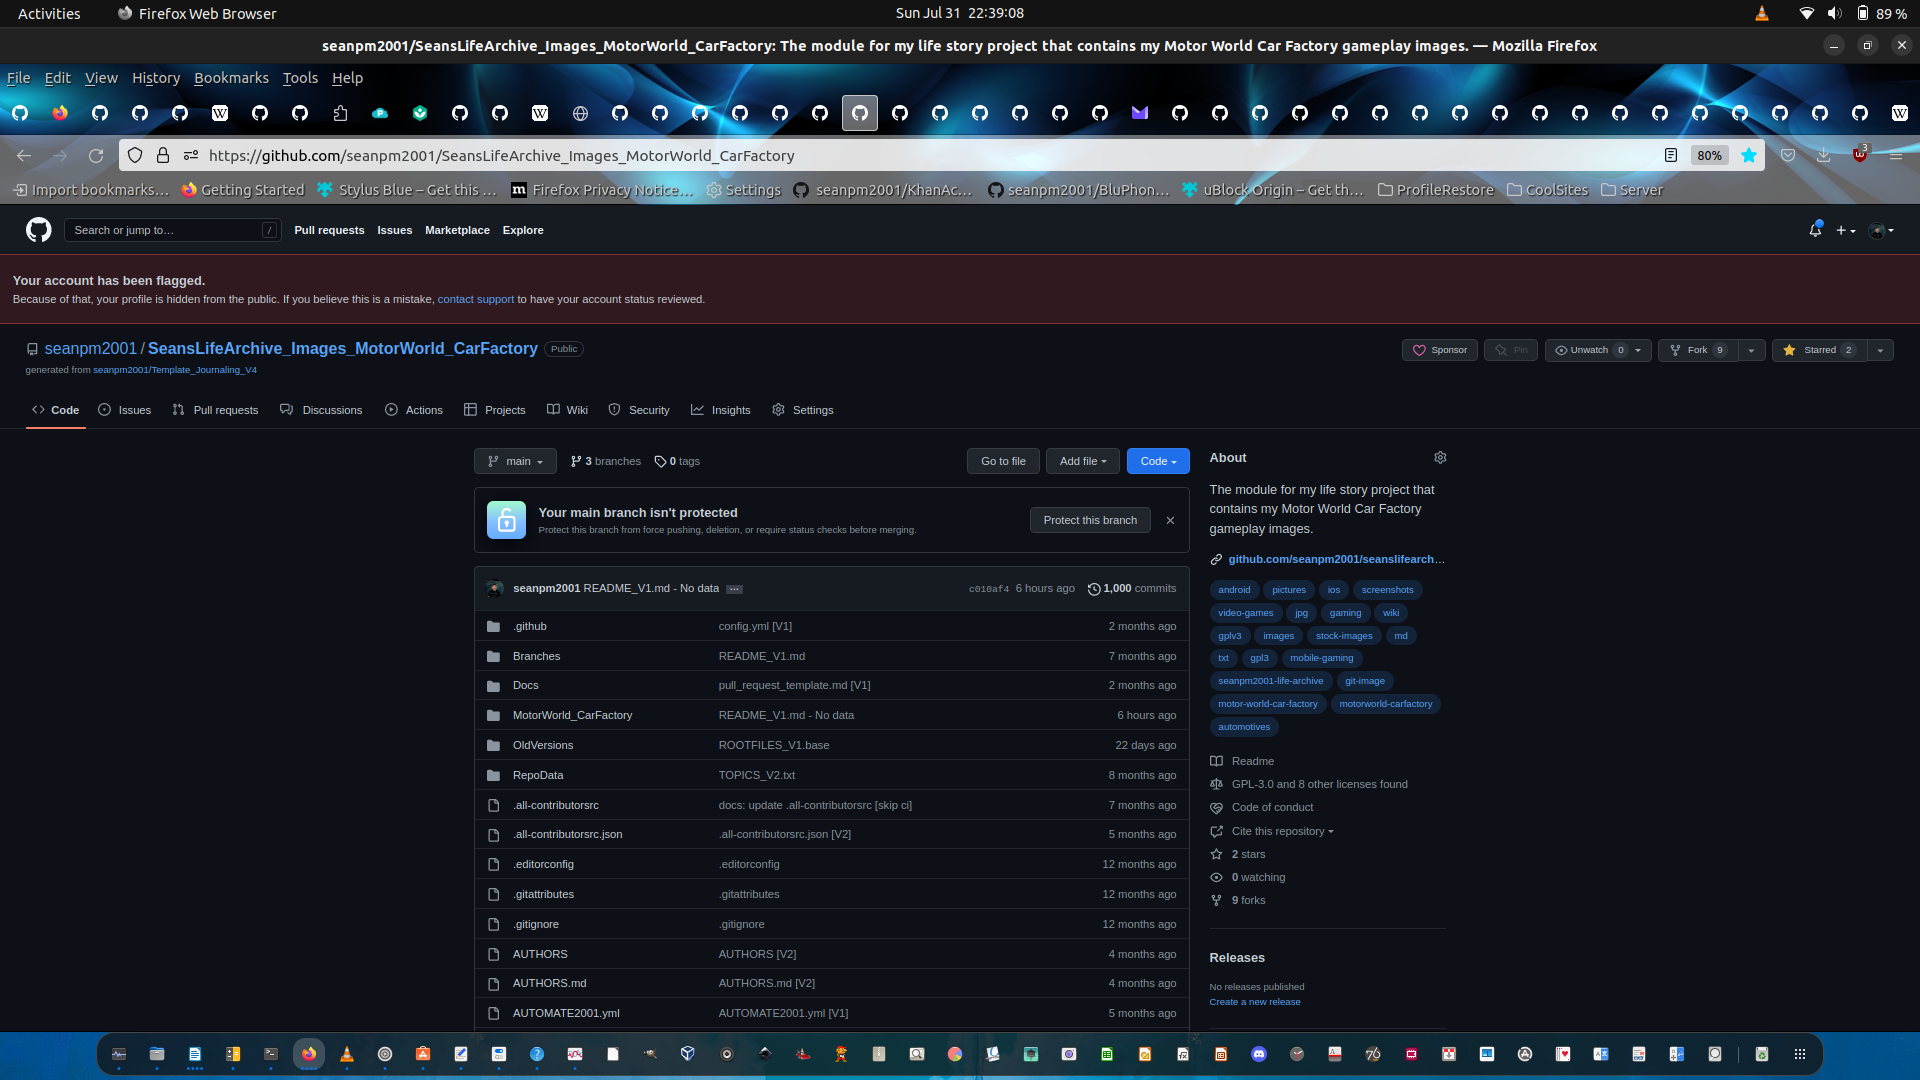 Activities Firefox Web Browser Sun Jul 31 22:39:08 89 %
seanpm2001/SeansLifeArchive_Images_MotorWorld_CarFactory: The module for my life story project that contains my Motor World Car Factory gameplay images. — Mozilla Firefox
File Edit View History Bookmarks Tools Help
https://github.com/seanpm2001/SeansLifeArchive_Images_MotorWorld_CarFactory 80% 3
Import bookmarks… Getting Started Stylus Blue – Get this … Firefox Privacy Notice… Settings seanpm2001/KhanAc… seanpm2001/BluPhon… uBlock Origin – Get th… ProfileRestore CoolSites Server
Search or jump to… / Pull requests Issues Marketplace Explore
Your account has been flagged.
Because of that, your profile is hidden from the public. If you believe this is a mistake, contact support to have your account status reviewed.
seanpm2001 / SeansLifeArchive_Images_MotorWorld_CarFactory Public Sponsor Pin Unwatch 0 Fork 9 Starred 2
generated from seanpm2001/Template_Journaling_V4
Code Issues Pull requests Discussions Actions Projects Wiki Security Insights Settings
main 3 branches 0 tags Go to file Add file Code
Your main branch isn't protected
Protect this branch from force pushing, deletion, or require status checks before merging.
Protect this branch
seanpm2001 README_V1.md - No data ... c010af4 6 hours ago 1,000 commits
.github config.yml [V1] 2 months ago
Branches README_V1.md 7 months ago
Docs pull_request_template.md [V1] 2 months ago
MotorWorld_CarFactory README_V1.md - No data 6 hours ago
OldVersions ROOTFILES_V1.base 22 days ago
RepoData TOPICS_V2.txt 8 months ago
.all-contributorsrc docs: update .all-contributorsrc [skip ci] 7 months ago
.all-contributorsrc.json .all-contributorsrc.json [V2] 5 months ago
.editorconfig .editorconfig 12 months ago
.gitattributes .gitattributes 12 months ago
.gitignore .gitignore 12 months ago
AUTHORS AUTHORS [V2] 4 months ago
AUTHORS.md AUTHORS.md [V2] 4 months ago
AUTOMATE2001.yml AUTOMATE2001.yml [V1] 5 months ago
About
The module for my life story project that
contains my Motor World Car Factory
gameplay images.
github.com/seanpm2001/seanslifearch…
android pictures ios screenshots
video-games jpg gaming wiki
gplv3 images stock-images md
txt gpl3 mobile-gaming
seanpm2001-life-archive git-image
motor-world-car-factory motorworld-carfactory
automotives
Readme
GPL-3.0 and 8 other licenses found
Code of conduct
Cite this repository
2 stars
0 watching
9 forks
Releases
No releases published
Create a new release